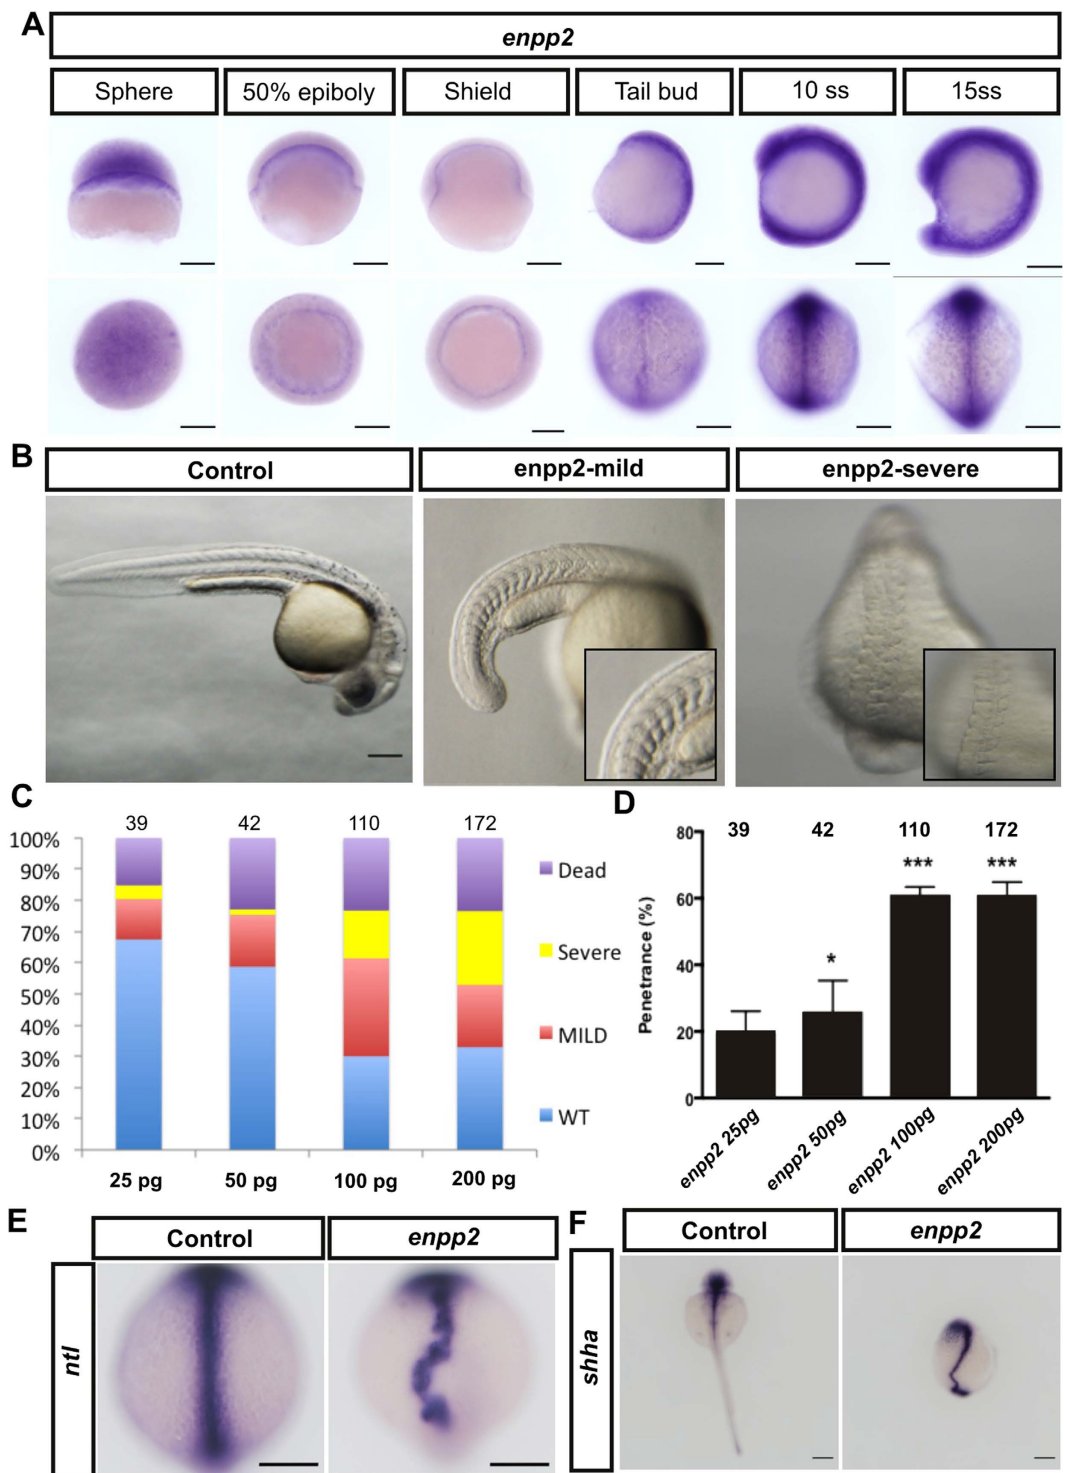 A
enpp2
Sphere 50% epiboly Shield Tail bud 10 ss 15ss
B
Control enpp2-mild enpp2-severe
C
39 42 110 172
100%
90%
80%
70%
60%
50%
40%
30%
20%
10%
0%
25 pg 50 pg 100 pg 200 pg
Dead
Severe
MILD
WT
D
39 42 110 172
* *** ***
Penetrance (%)
80
60
40
20
0
enpp2 25pg enpp2 50pg enpp2 100pg enpp2 200pg
E
Control enpp2
ntl
F
Control enpp2
shha